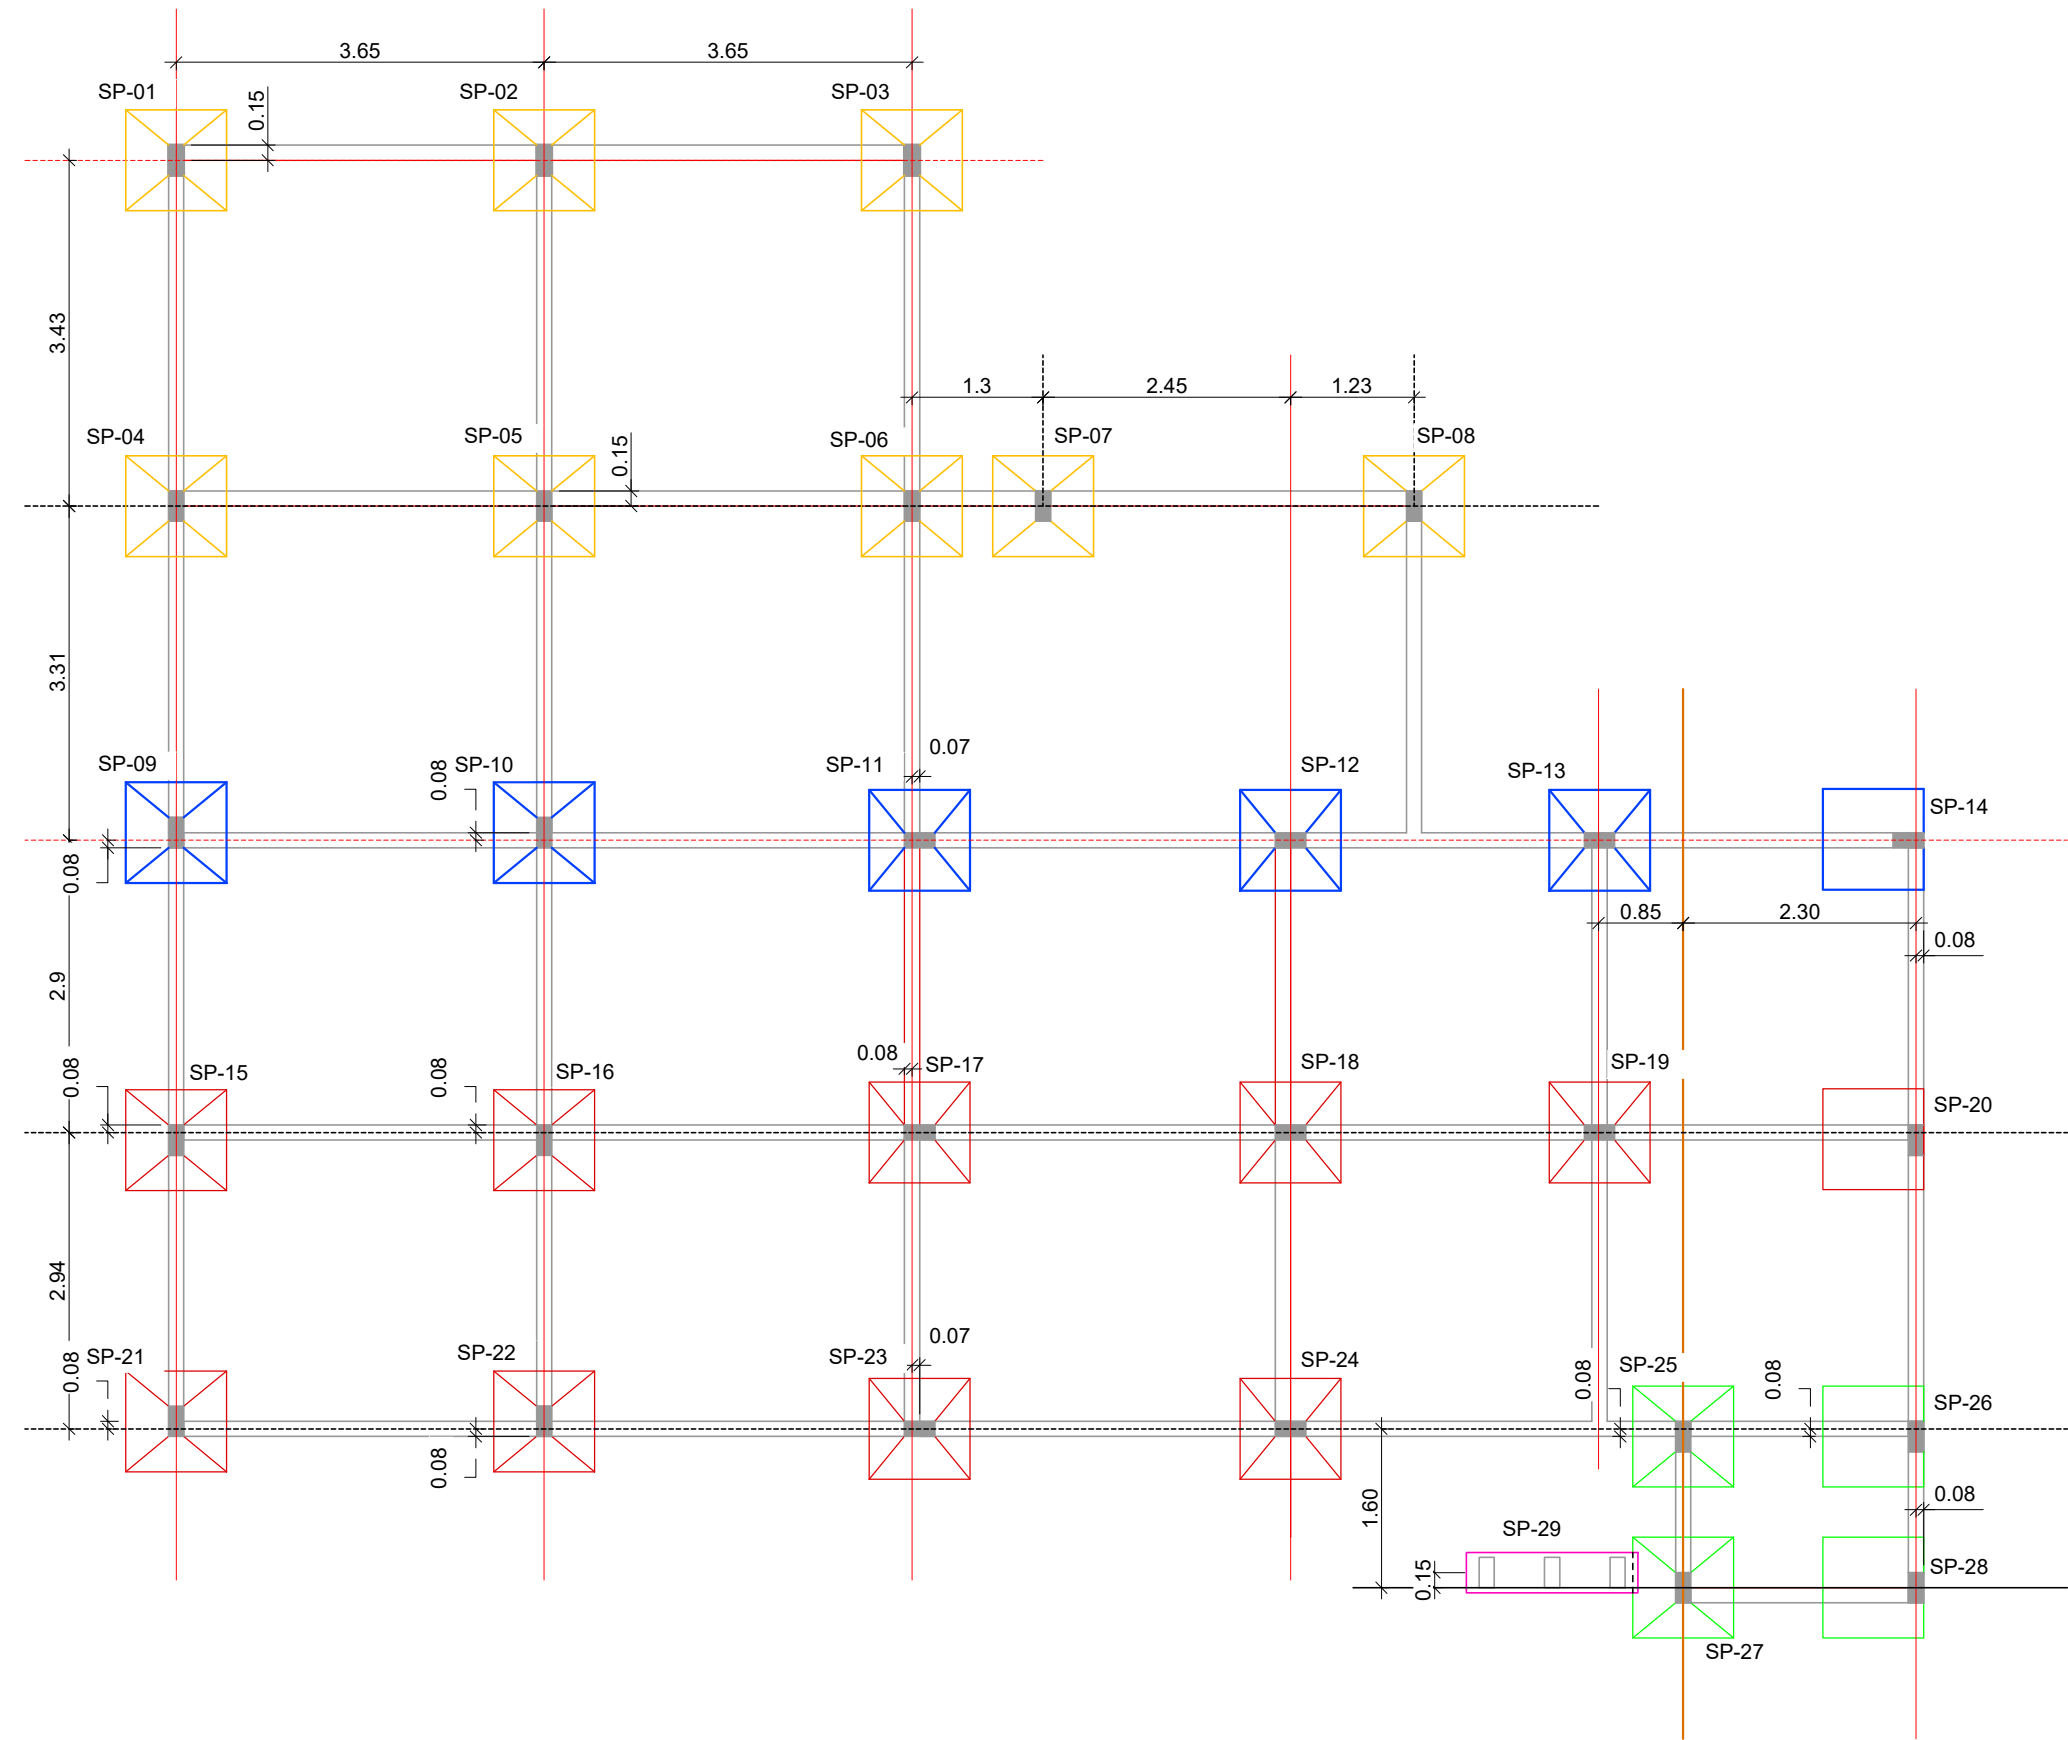 3.65 3.65
SP-01 SP-02 SP-03
0.15
3.43
1.3 2.45 1.23
SP-04 SP-05 SP-06 SP-07 SP-08
0.15
3.31
0.07
SP-09 SP-10 SP-11 SP-12 SP-13
0.08
SP-14
0.08
0.85 2.30
0.08
2.9
0.08
SP-15 SP-16 SP-17 SP-18 SP-19
0.08 0.08
SP-20
2.94
0.07
SP-21 SP-22 SP-23 SP-24 SP-25
0.08 0.08 0.08
SP-26
0.08
0.08
1.60
SP-29
0.15
SP-28
SP-27